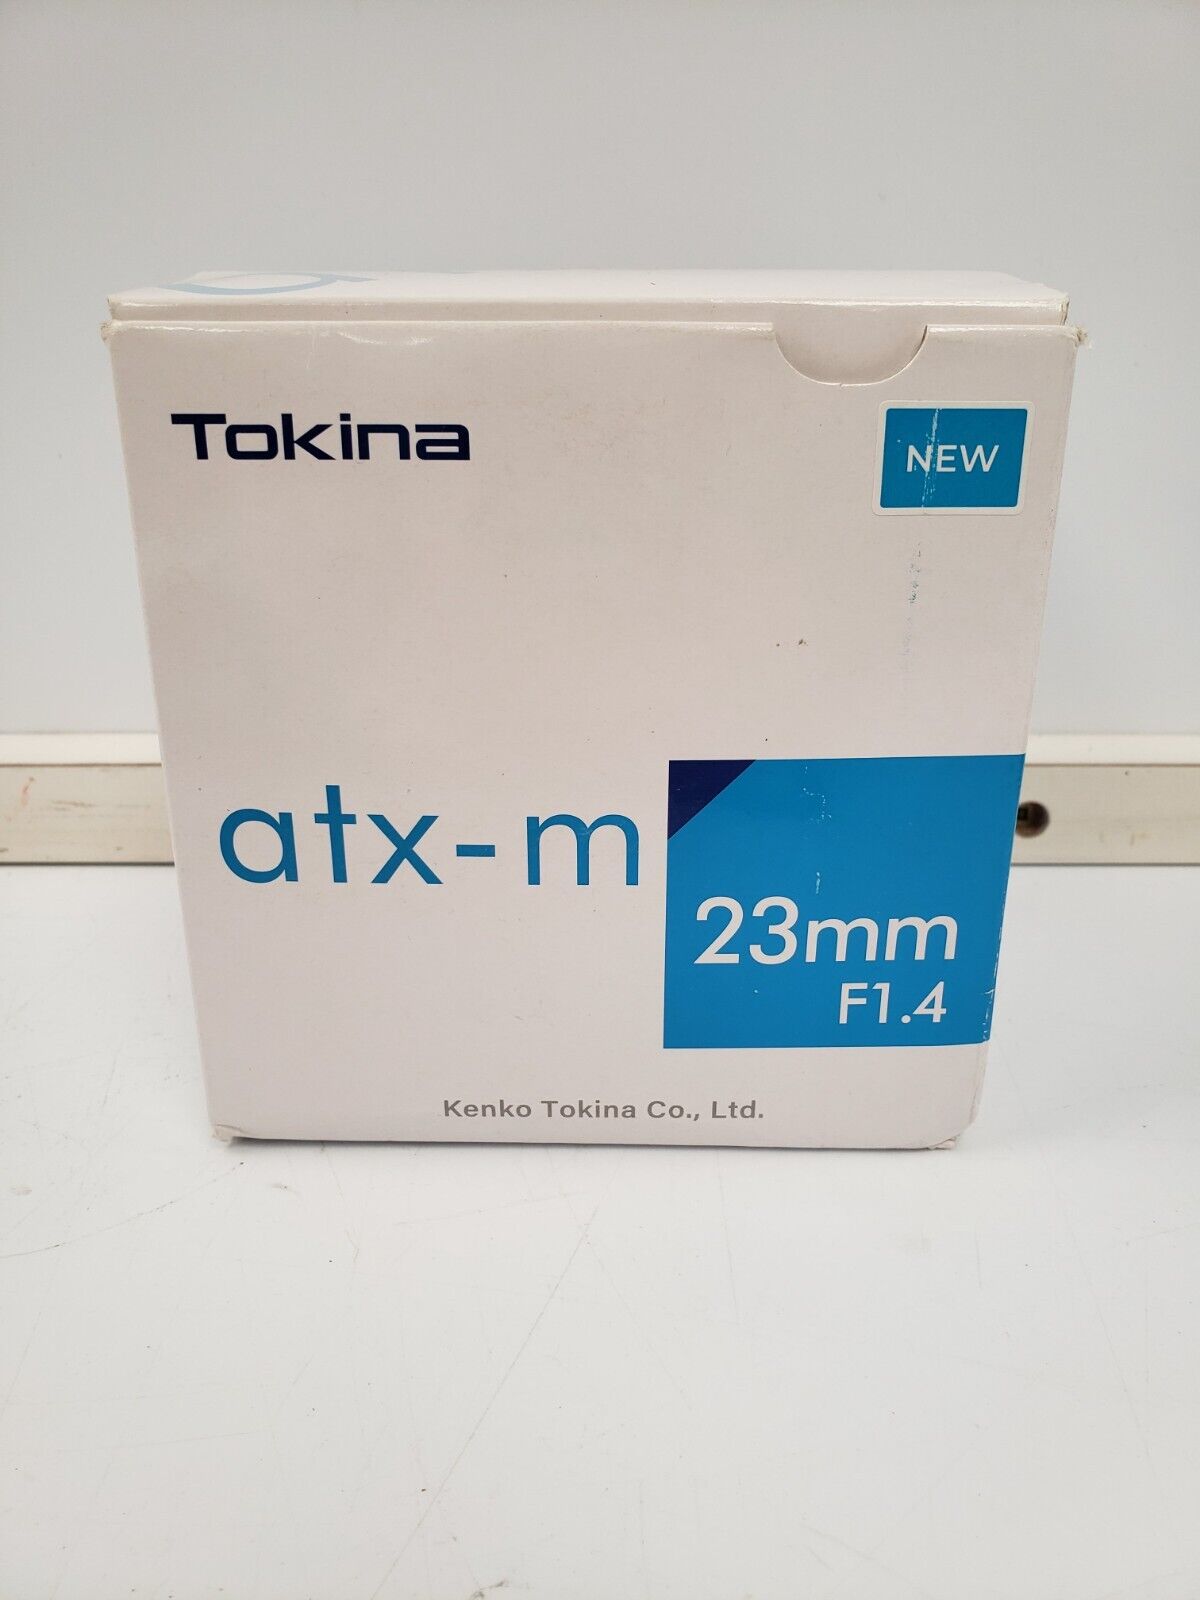 Tokina
NEW
atx-m
23mm
F1.4
Kenko Tokina Co., Ltd.